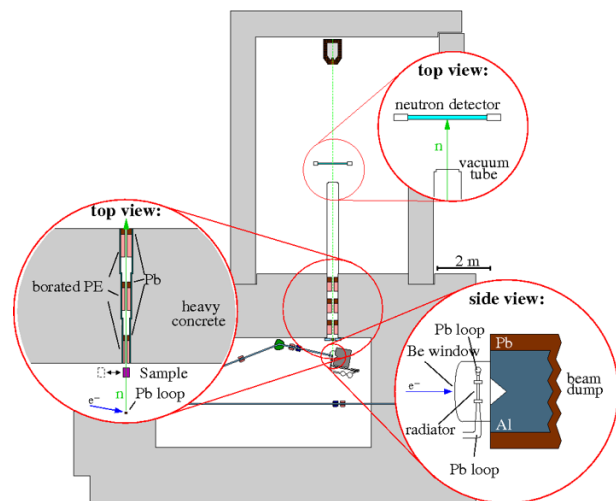 top view:
neutron detector
n
vacuum
tube
top view:
borated PE
Pb
heavy
concrete
Sample
n
e⁻
Pb loop
2 m
side view:
Pb loop
Pb
Be window
e⁻
beam
dump
radiator
Al
Pb loop